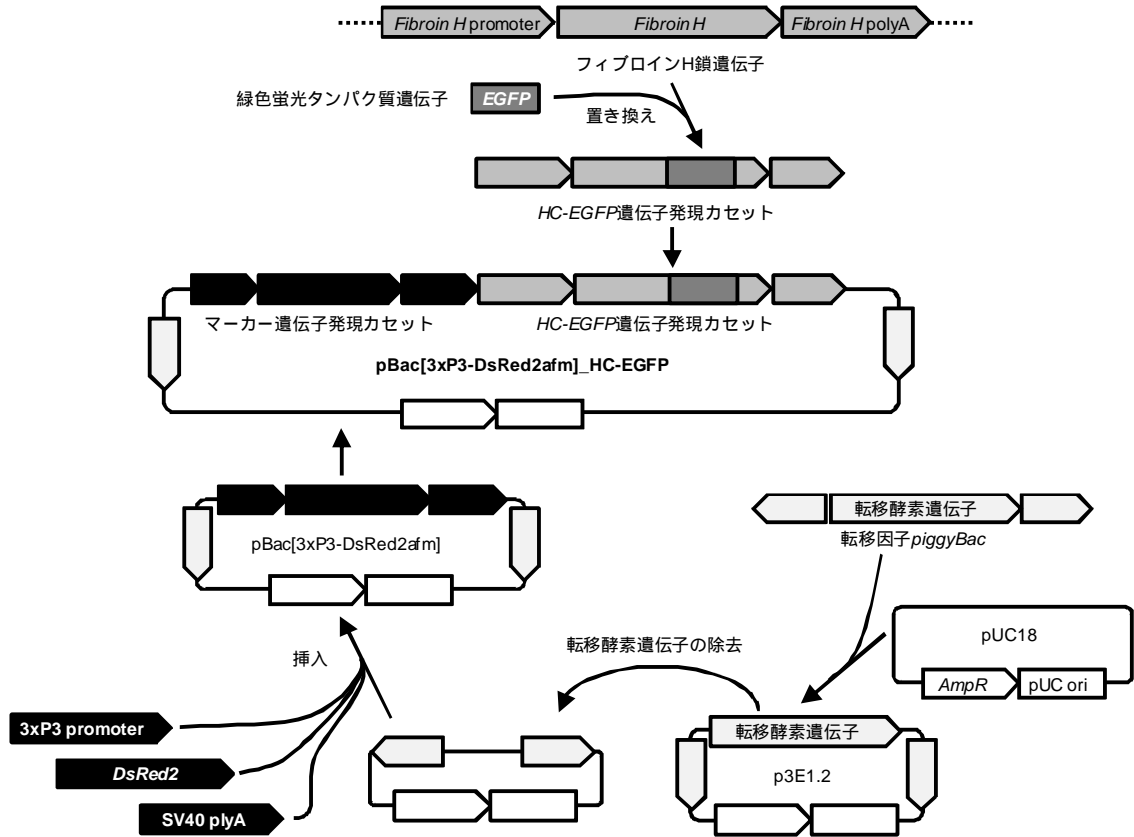 Fibroin H promoter
Fibroin H
Fibroin H polyA
フィブロインH鎖遺伝子
緑色蛍光タンパク質遺伝子
EGFP
置き換え
HC-EGFP遺伝子発現カセット
マーカー遺伝子発現カセット
HC-EGFP遺伝子発現カセット
pBac[3xP3-DsRed2afm]_HC-EGFP
pBac[3xP3-DsRed2afm]
転移酵素遺伝子
転移因子piggyBac
pUC18
AmpR
pUC ori
挿入
転移酵素遺伝子の除去
3xP3 promoter
DsRed2
SV40 plyA
転移酵素遺伝子
p3E1.2